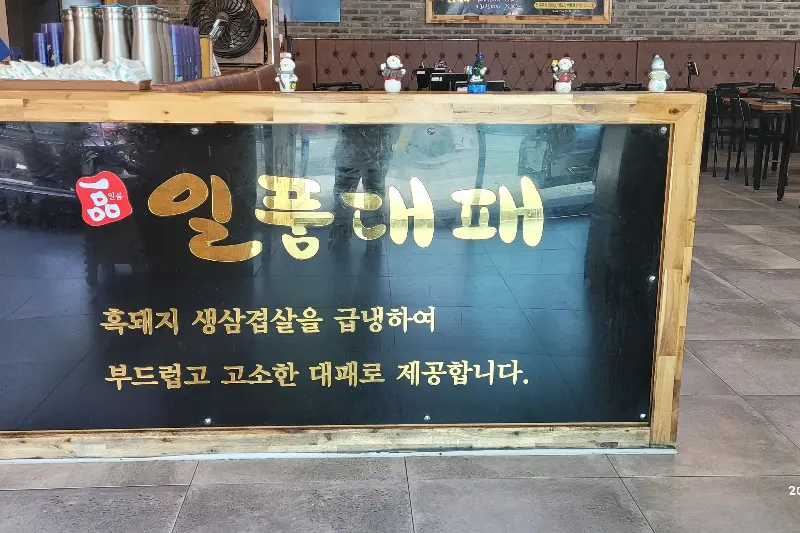 일품
일품대패
흑돼지 생삼겹살을 급냉하여
부드럽고 고소한 대패로 제공합니다.